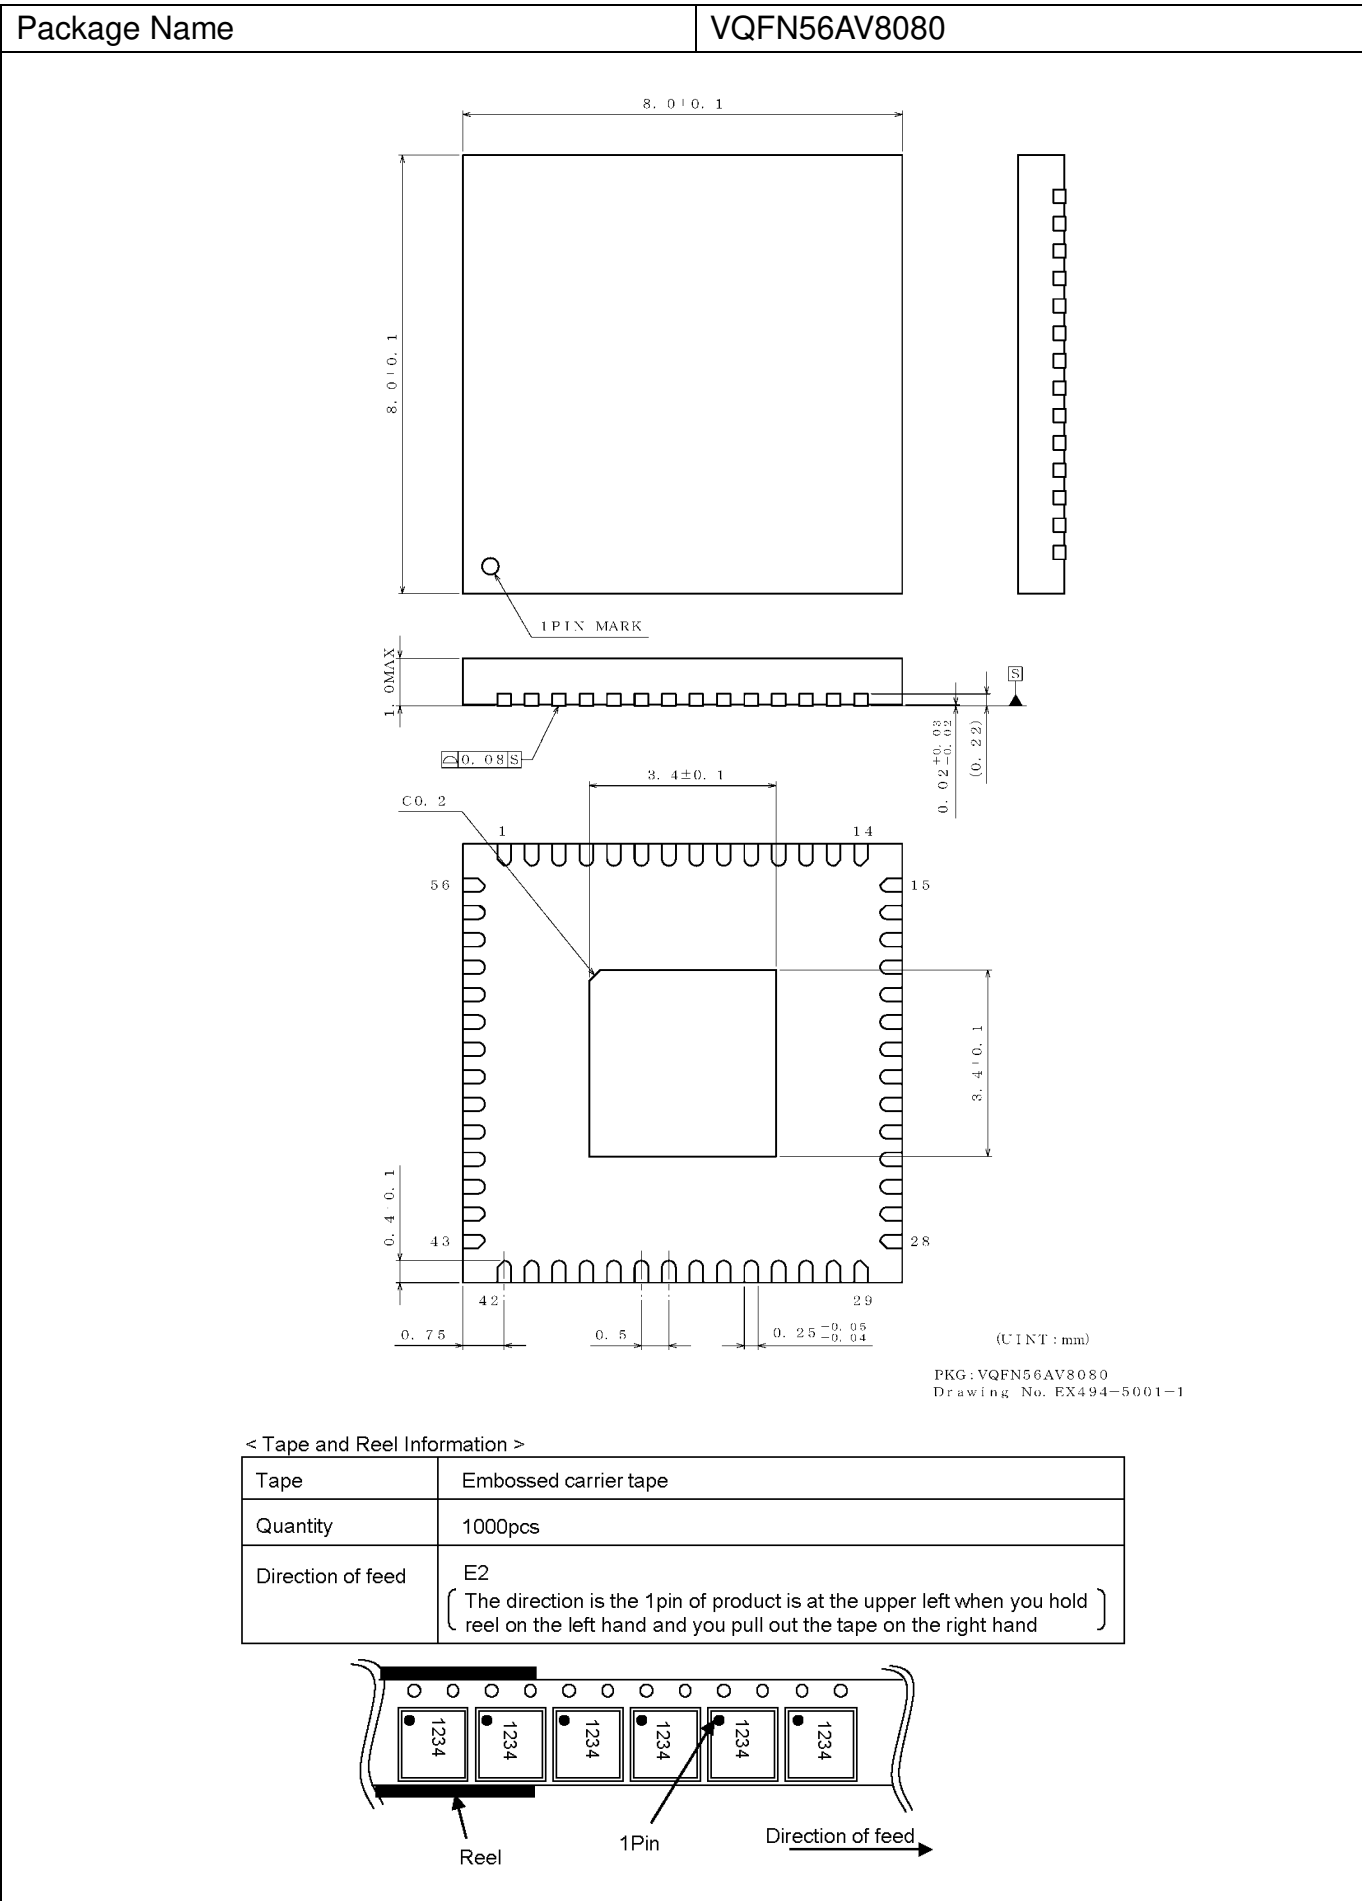 Package Name
VQFN56AV8080
8. 0 ╵ 0. 1
8. 0 ╵ 0. 1
1PIN MARK
1. 0MAX
S
0. 08 S
0. 02 +0. 03 −0. 02
(0. 22)
3. 4±0. 1
C0. 2
1
14
56
15
3. 4 ╵ 0. 1
0. 4 0. 1
43
28
42
29
0. 75
0. 5
0. 25 −0. 05 −0. 04
(UINT : mm)
PKG : VQFN56AV8080
Drawing No. EX494−5001−1
< Tape and Reel Information >
Tape
Embossed carrier tape
Quantity
1000pcs
Direction of feed
E2
The direction is the 1pin of product is at the upper left when you hold
reel on the left hand and you pull out the tape on the right hand
1234
1234
1234
1234
1234
1234
Reel
1Pin
Direction of feed